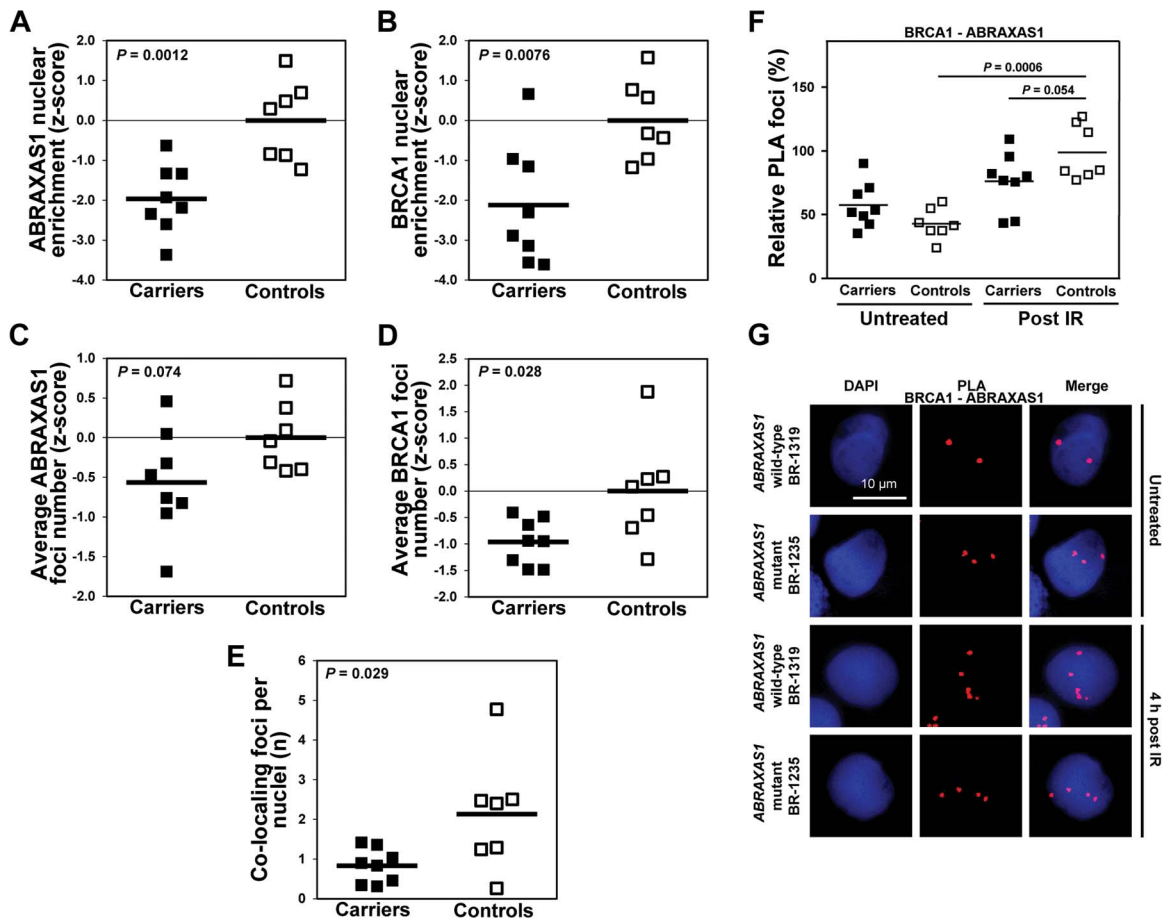 A
ABRAXAS1 nuclear
enrichment (z-score)
2.0
1.0
0.0
-1.0
-2.0
-3.0
-4.0
P = 0.0012
Carriers
Controls
B
BRCA1 nuclear
enrichment (z-score)
2.0
1.0
0.0
-1.0
-2.0
-3.0
-4.0
P = 0.0076
Carriers
Controls
C
Average ABRAXAS1
foci number (z-score)
1.0
0.5
0.0
-0.5
-1.0
-1.5
-2.0
P = 0.074
Carriers
Controls
D
Average BRCA1 foci
number (z-score)
2.5
2.0
1.5
1.0
0.5
0.0
-0.5
-1.0
-1.5
-2.0
P = 0.028
Carriers
Controls
E
Co-localing foci per
nuclei (n)
6
5
4
3
2
1
0
P = 0.029
Carriers
Controls
F
BRCA1 - ABRAXAS1
Relative PLA foci (%)
150
100
50
0
P = 0.0006
P = 0.054
Carriers
Controls
Carriers
Controls
Untreated
Post IR
G
DAPI
PLA
BRCA1 - ABRAXAS1
Merge
ABRAXAS1
wild-type
BR-1319
10 µm
ABRAXAS1
mutant
BR-1235
Untreated
ABRAXAS1
wild-type
BR-1319
ABRAXAS1
mutant
BR-1235
4 h post IR